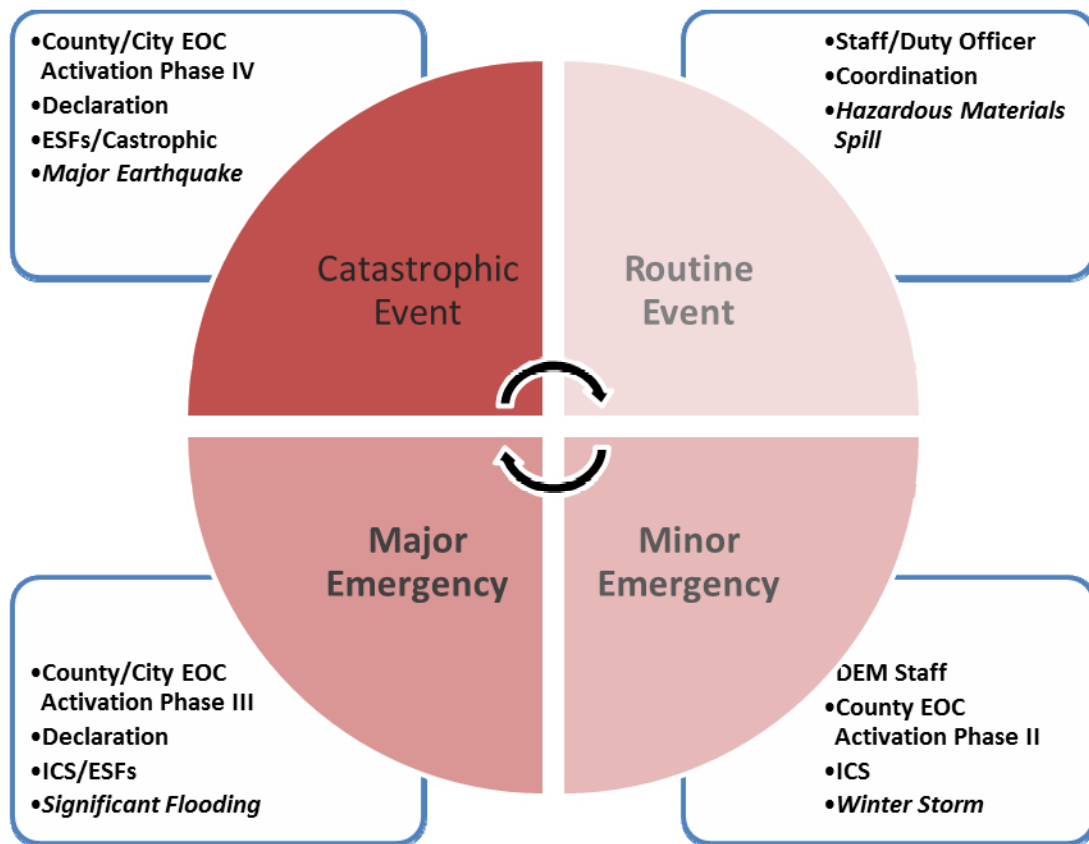 •County/City EOC
Activation Phase IV
•Declaration
•ESFs/Castrophic
•Major Earthquake
•Staff/Duty Officer
•Coordination
•Hazardous Materials
Spill
Catastrophic
Event
Routine
Event
Major
Emergency
Minor
Emergency
•County/City EOC
Activation Phase III
•Declaration
•ICS/ESFs
•Significant Flooding
DEM Staff
•County EOC
Activation Phase II
•ICS
•Winter Storm